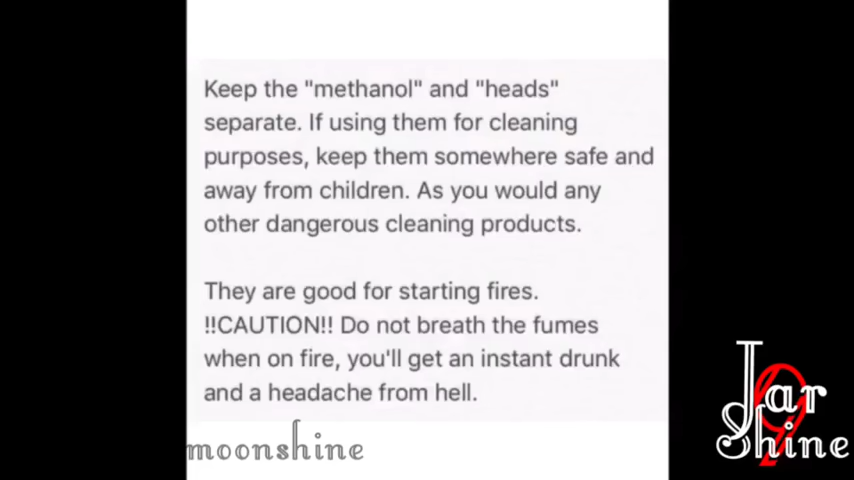 Keep the "methanol" and "heads"
separate. If using them for cleaning
purposes, keep them somewhere safe and
away from children. As you would any
other dangerous cleaning products.
They are good for starting fires.
!!CAUTION!! Do not breath the fumes
when on fire, you'll get an instant drunk
and a headache from hell.
moonshine
Jar
9
Shine